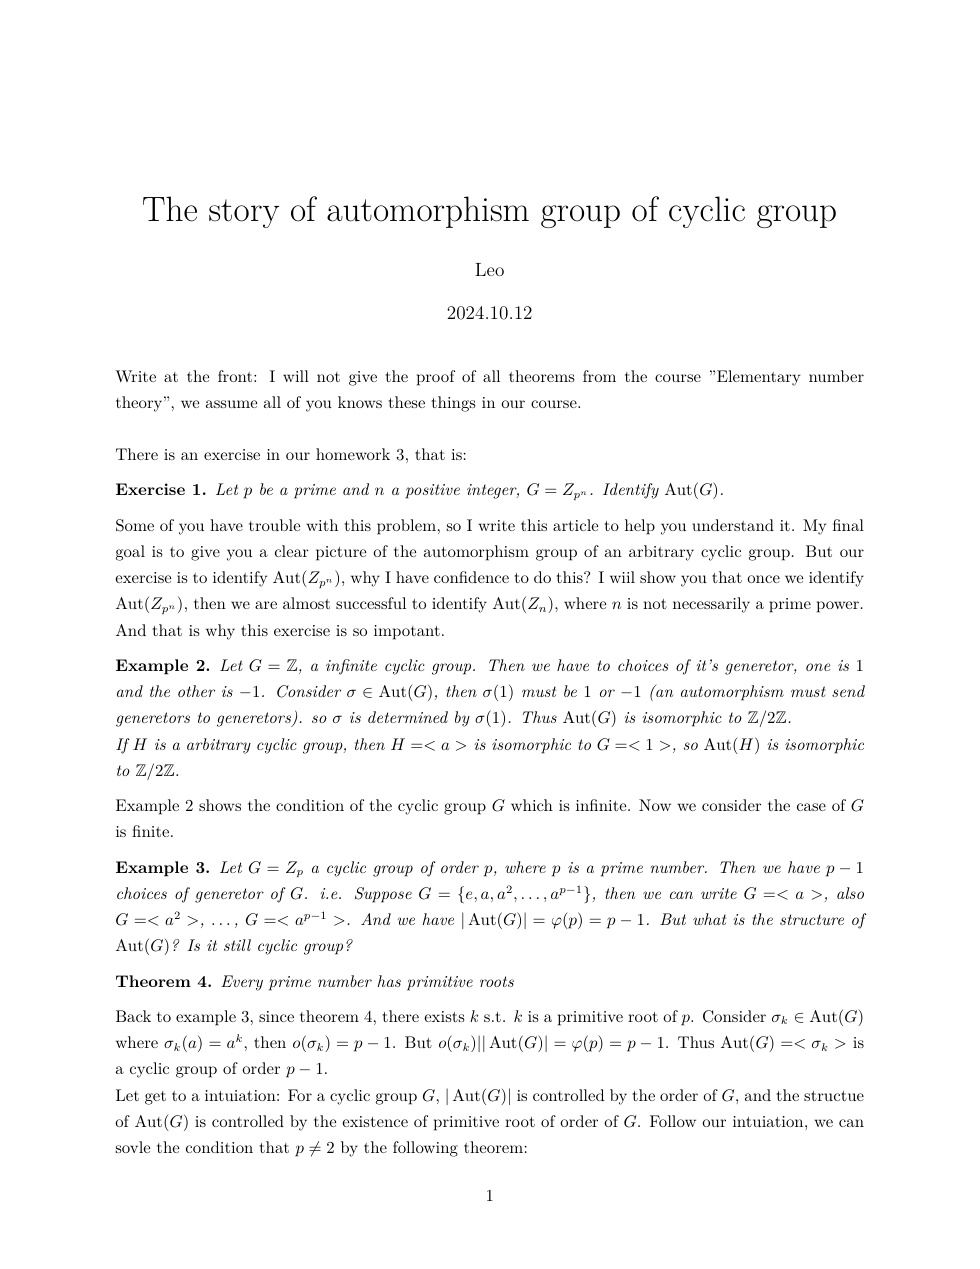 The story of automorphism group of cyclic group
Leo
2024.10.12
Write at the front: I will not give the proof of all theorems from the course ”Elementary number
theory”, we assume all of you knows these things in our course.
There is an exercise in our homework 3, that is:
Exercise 1. Let p be a prime and n a positive integer, G = Z_{p^n}. Identify Aut(G).
Some of you have trouble with this problem, so I write this article to help you understand it. My final
goal is to give you a clear picture of the automorphism group of an arbitrary cyclic group. But our
exercise is to identify Aut(Z_{p^n}), why I have confidence to do this? I wiil show you that once we identify
Aut(Z_{p^n}), then we are almost successful to identify Aut(Z_n), where n is not necessarily a prime power.
And that is why this exercise is so impotant.
Example 2. Let G = ℤ, a infinite cyclic group. Then we have to choices of it's generetor, one is 1
and the other is −1. Consider σ ∈ Aut(G), then σ(1) must be 1 or −1 (an automorphism must send
generetors to generetors). so σ is determined by σ(1). Thus Aut(G) is isomorphic to ℤ/2ℤ.
If H is a arbitrary cyclic group, then H =< a > is isomorphic to G =< 1 >, so Aut(H) is isomorphic
to ℤ/2ℤ.
Example 2 shows the condition of the cyclic group G which is infinite. Now we consider the case of G
is finite.
Example 3. Let G = Z_p a cyclic group of order p, where p is a prime number. Then we have p − 1
choices of generetor of G. i.e. Suppose G = {e, a, a^2, . . . , a^{p−1}}, then we can write G =< a >, also
G =< a^2 >, . . . , G =< a^{p−1} >. And we have | Aut(G)| = φ(p) = p − 1. But what is the structure of
Aut(G)? Is it still cyclic group?
Theorem 4. Every prime number has primitive roots
Back to example 3, since theorem 4, there exists k s.t. k is a primitive root of p. Consider σ_k ∈ Aut(G)
where σ_k(a) = a^k, then o(σ_k) = p − 1. But o(σ_k)|| Aut(G)| = φ(p) = p − 1. Thus Aut(G) =< σ_k > is
a cyclic group of order p − 1.
Let get to a intuiation: For a cyclic group G, | Aut(G)| is controlled by the order of G, and the structue
of Aut(G) is controlled by the existence of primitive root of order of G. Follow our intuiation, we can
sovle the condition that p ≠ 2 by the following theorem:
1